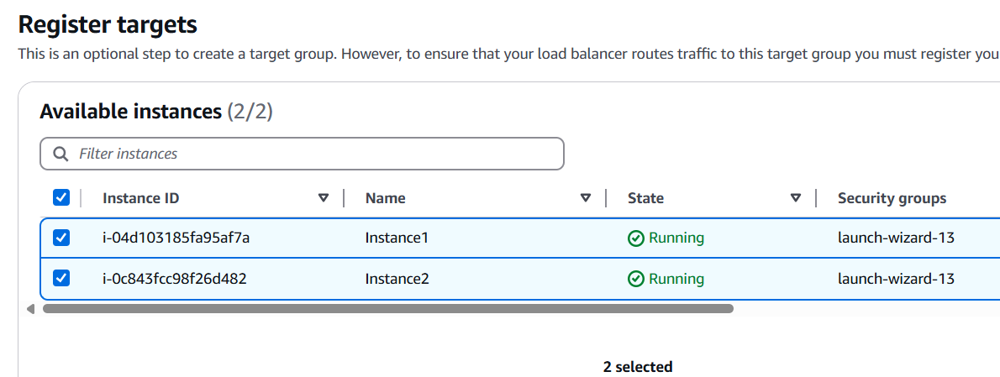 Register targets
This is an optional step to create a target group. However, to ensure that your load balancer routes traffic to this target group you must register you
Available instances (2/2)
Filter instances
Instance ID Name State Security groups
i-04d103185fa95af7a Instance1 Running launch-wizard-13
i-0c843fcc98f26d482 Instance2 Running launch-wizard-13
2 selected